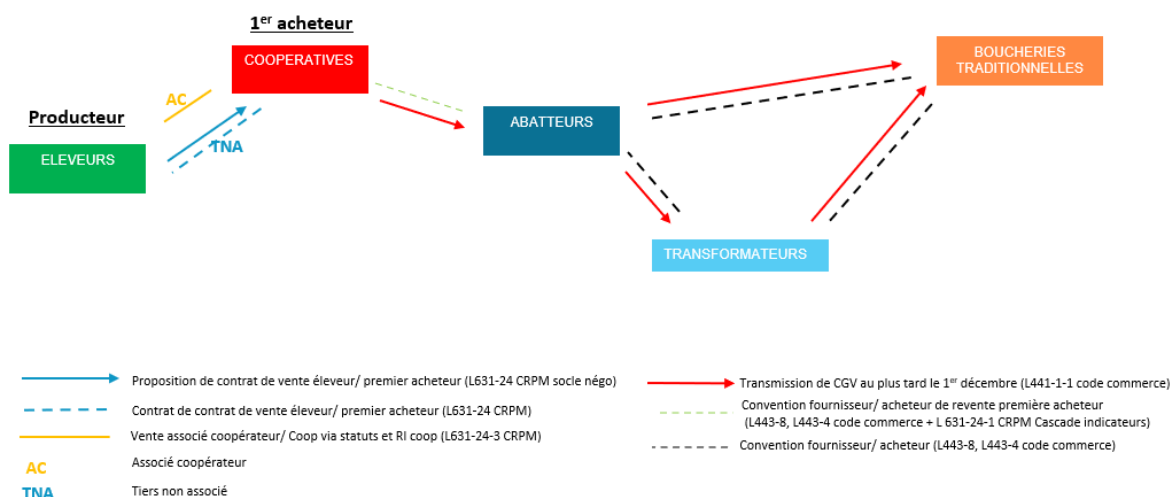 1er acheteur
COOPERATIVES
BOUCHERIES
TRADITIONNELLES
AC
Producteur
ELEVEURS
TNA
ABATTEURS
TRANSFORMATEURS
Proposition de contrat de vente éleveur/ premier acheteur (L631-24 CRPM socle négo)
Contrat de contrat de vente éleveur/ premier acheteur (L631-24 CRPM)
Vente associé coopérateur/ Coop via statuts et RI coop (L631-24-3 CRPM)
AC Associé coopérateur
TNA Tiers non associé
Transmission de CGV au plus tard le 1er décembre (L441-1-1 code commerce)
Convention fournisseur/ acheteur de revente première acheteur
(L443-8, L443-4 code commerce + L 631-24-1 CRPM Cascade indicateurs)
Convention fournisseur/ acheteur (L443-8, L443-4 code commerce)